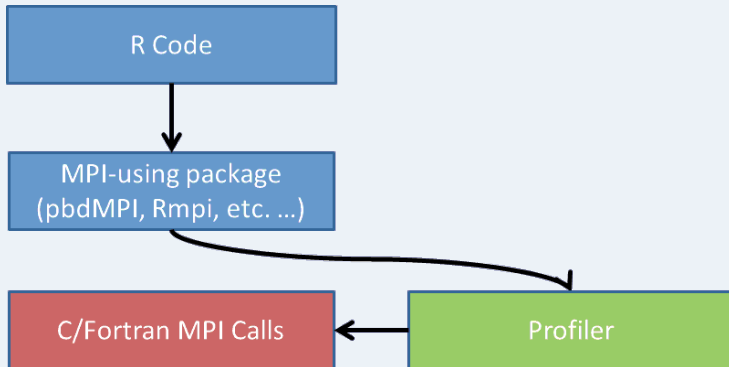 R Code
MPI-using package
(pbdMPI, Rmpi, etc. …)
C/Fortran MPI Calls
Profiler